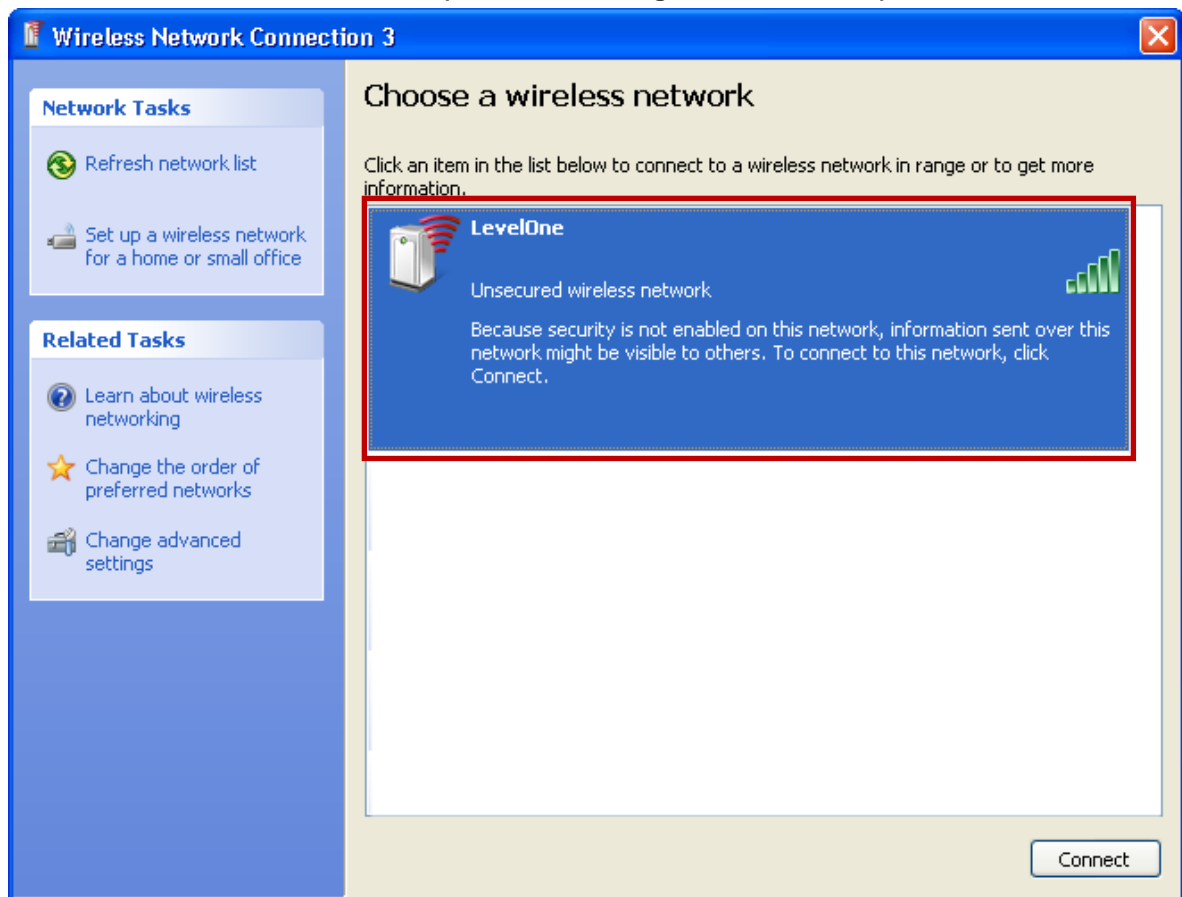 Wireless Network Connection 3
Network Tasks
Refresh network list
Set up a wireless network
for a home or small office
Related Tasks
Learn about wireless
networking
Change the order of
preferred networks
Change advanced
settings
Choose a wireless network
Click an item in the list below to connect to a wireless network in range or to get more
information.
LevelOne
Unsecured wireless network
Because security is not enabled on this network, information sent over this
network might be visible to others. To connect to this network, click
Connect.
Connect